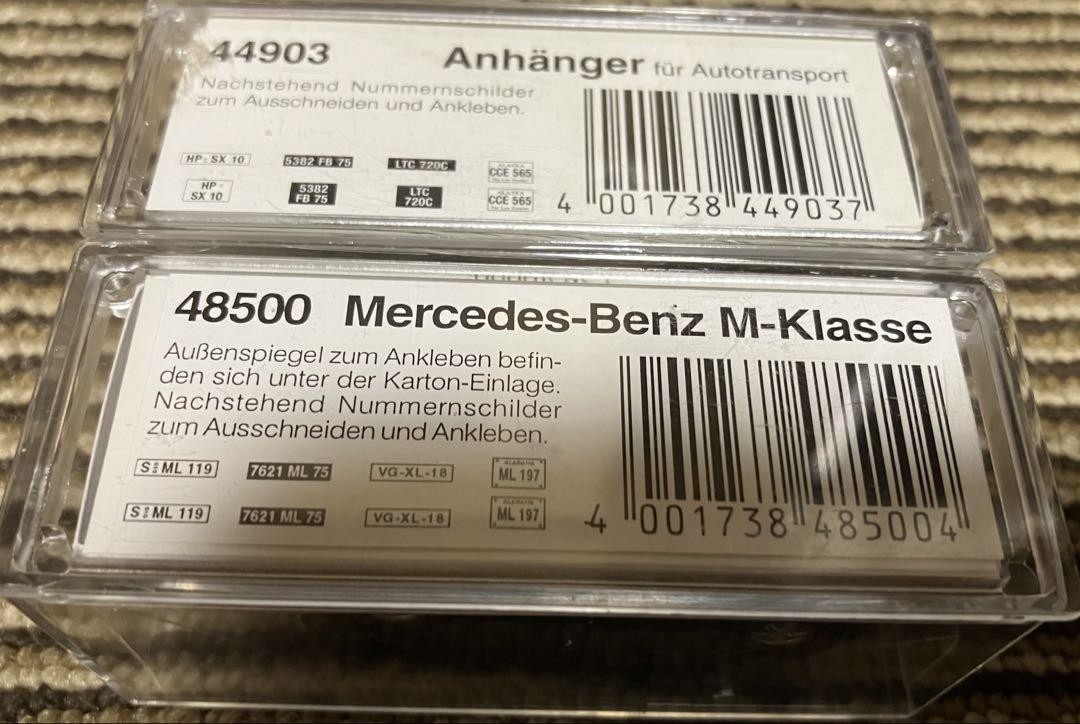 44903 Anhänger für Autotransport
Nachstehend Nummernschilder
zum Ausschneiden und Ankleben.
HP SX 10 5382 FB 75 LTC 720C CCE 565
HP
SX 10
5382
FB 75
LTC
720C
CCE 565
4 001738 449037
48500 Mercedes-Benz M-Klasse
Außenspiegel zum Ankleben befin-
den sich unter der Karton-Einlage.
Nachstehend Nummernschilder
zum Ausschneiden und Ankleben.
S ML 119 7621 ML 75 VG-XL-18 ALABAMA ML 197
S ML 119 7621 ML 75 VG-XL-18 ALABAMA ML 197
4 001738 485004